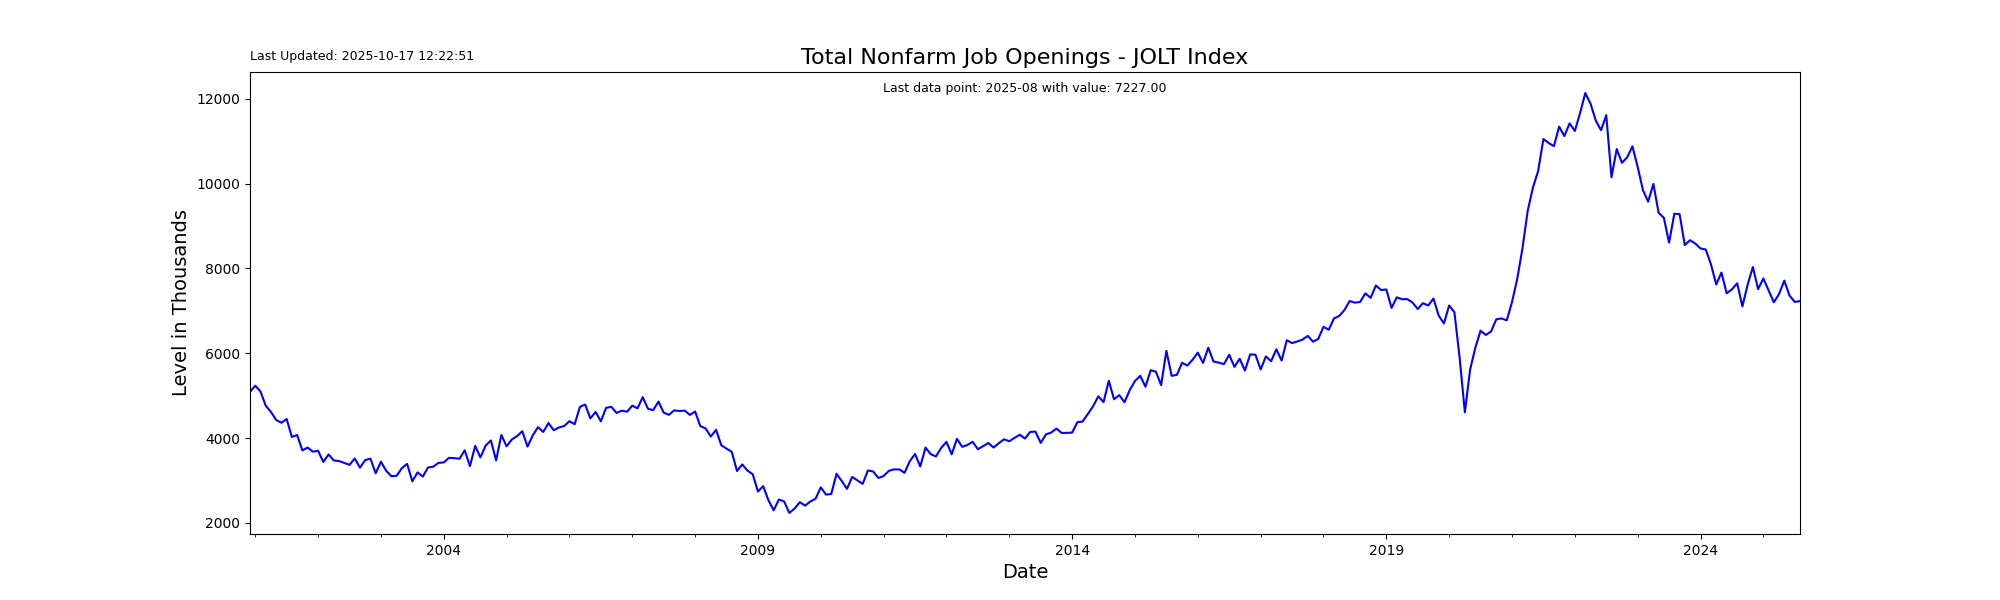 Last Updated: 2025-10-17 12:22:51
Total Nonfarm Job Openings - JOLT Index
Last data point: 2025-08 with value: 7227.00
Level in Thousands
12000
10000
8000
6000
4000
2000
2004
2009
2014
2019
2024
Date